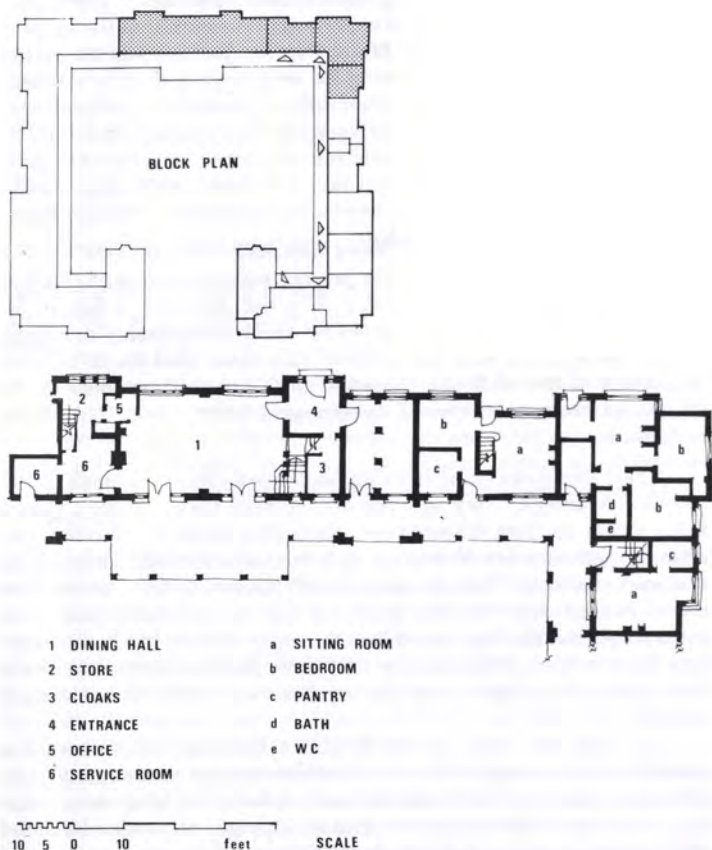 BLOCK PLAN
2
5
1
4
b
a
a
b
6
6
3
c
d
b
e
a
1 DINING HALL
2 STORE
3 CLOAKS
4 ENTRANCE
5 OFFICE
6 SERVICE ROOM
a SITTING ROOM
b BEDROOM
c PANTRY
d BATH
e WC
10 5 0 10 feet SCALE